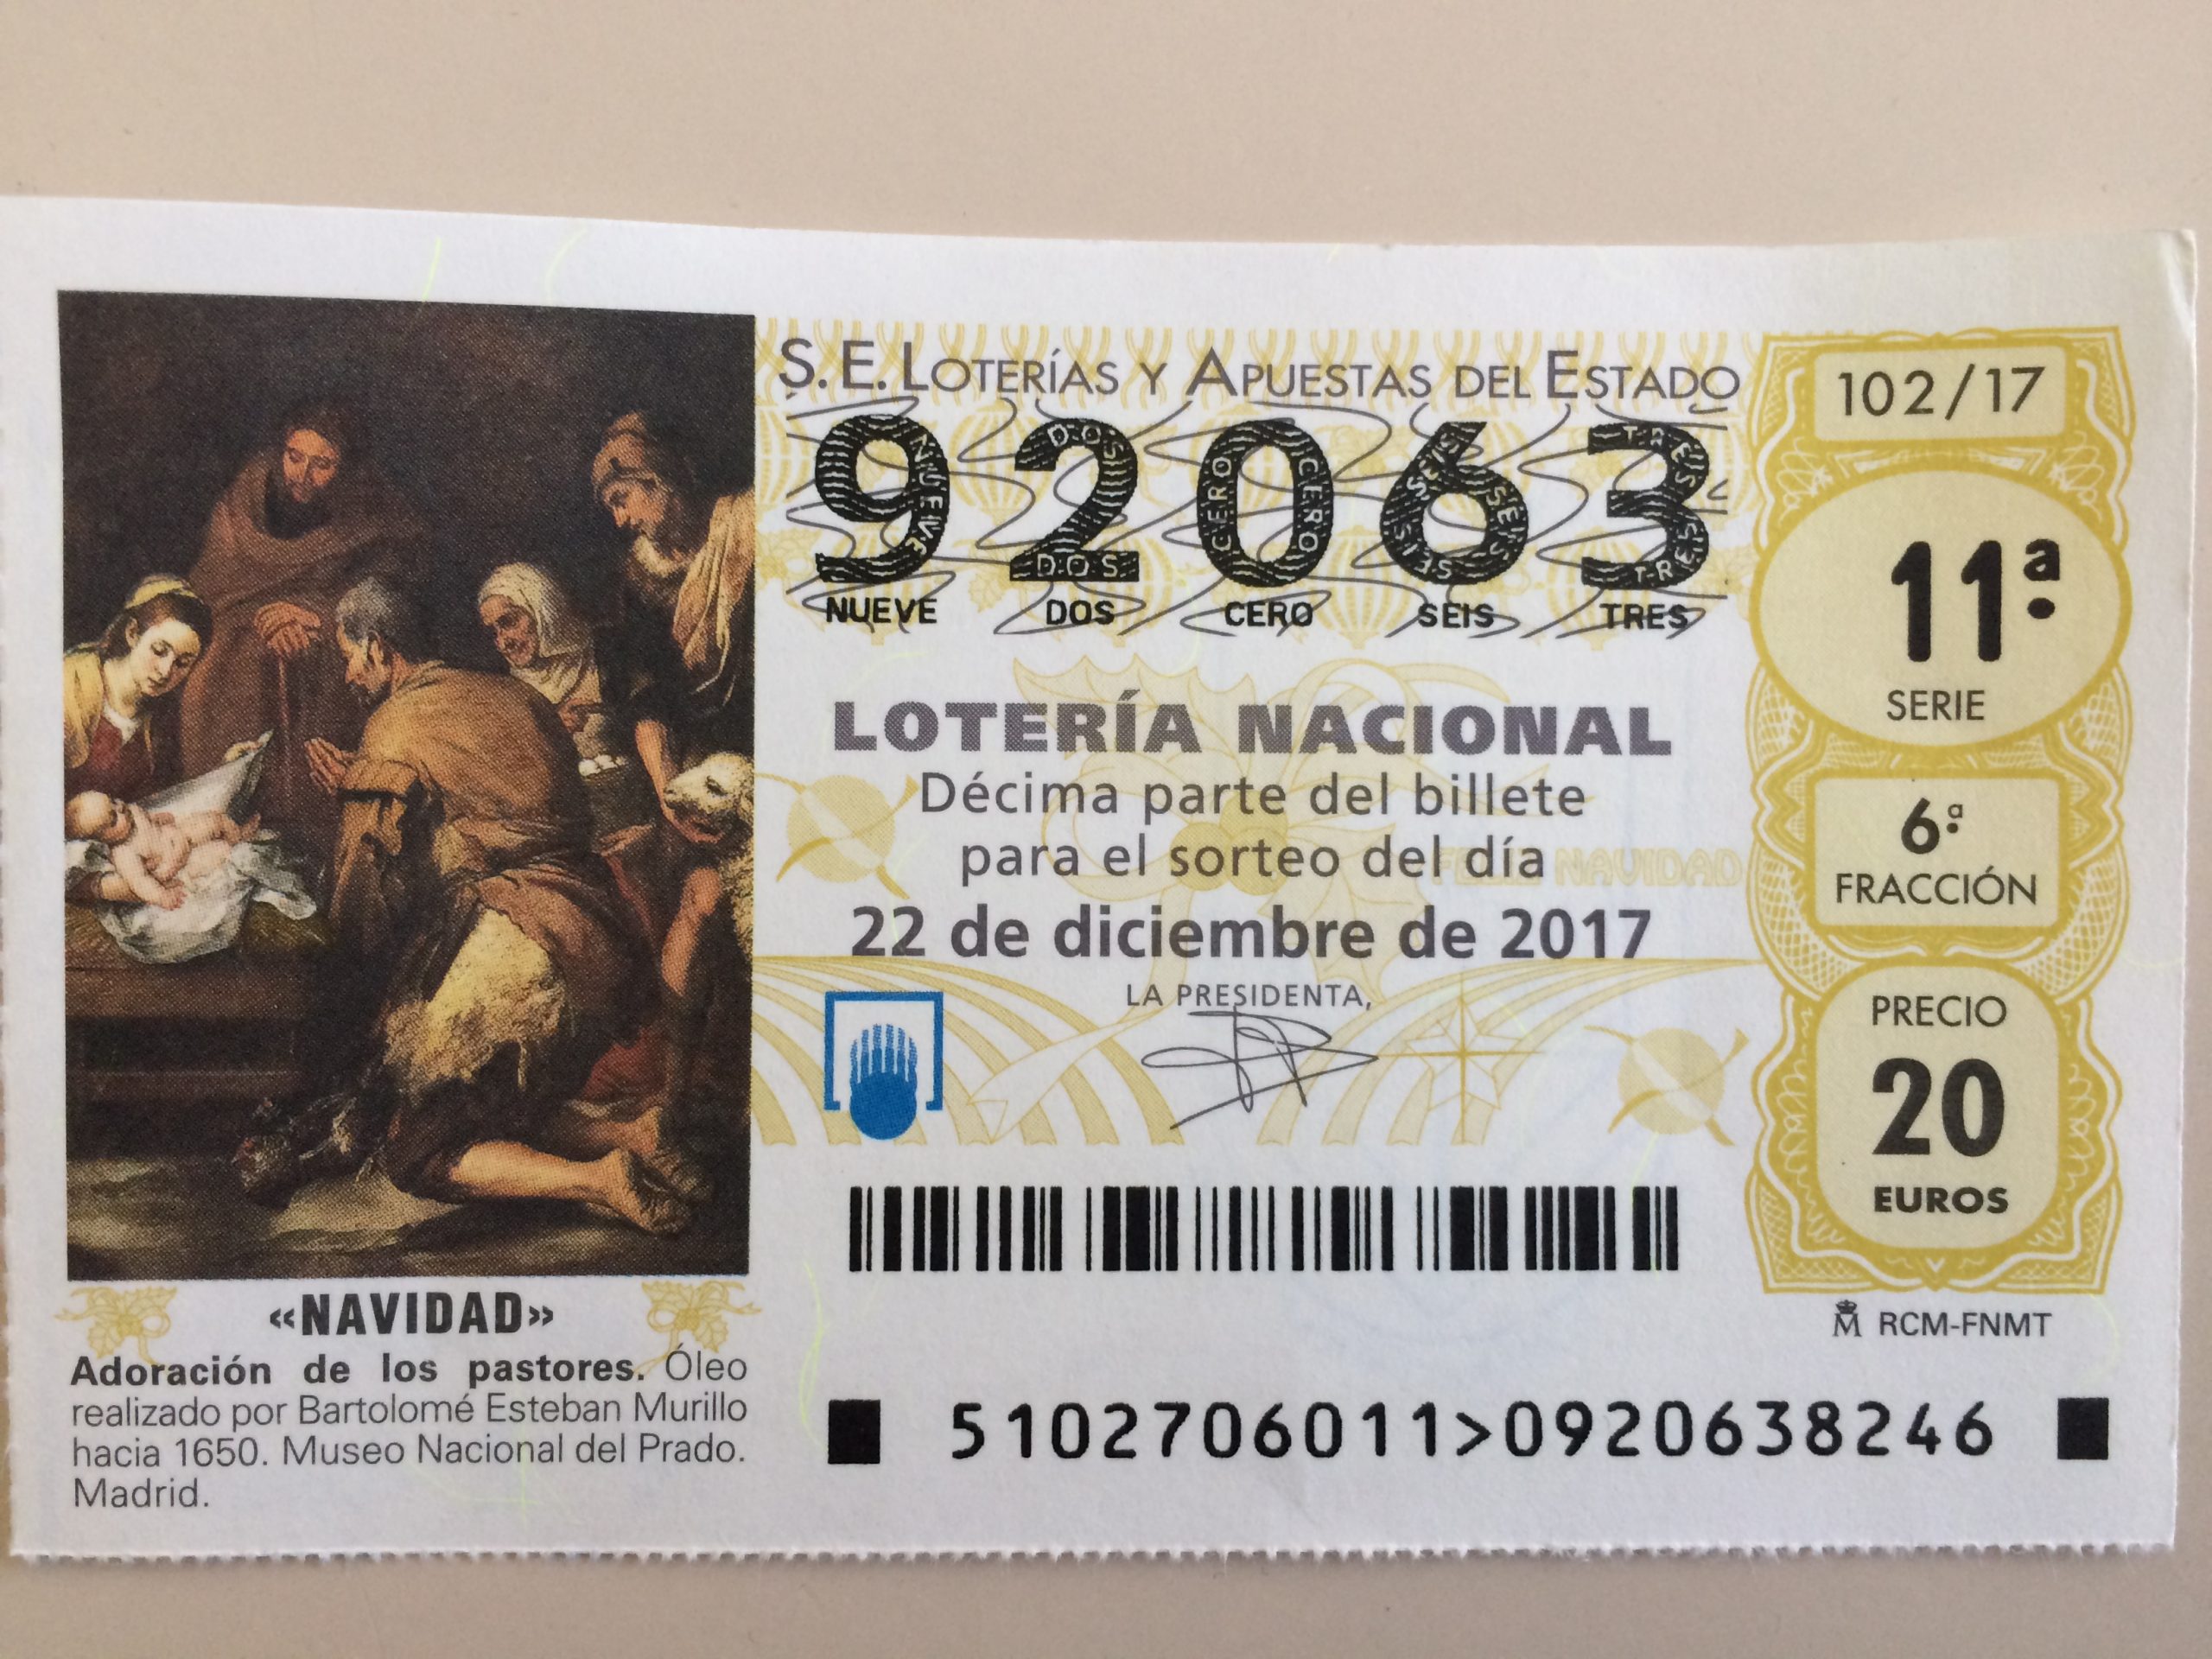 S.E. LOTERÍAS Y APUESTAS DEL ESTADO
92063
NUEVE DOS CERO SEIS TRES
LOTERÍA NACIONAL
Décima parte del billete
para el sorteo del día
FELIZ NAVIDAD
22 de diciembre de 2017
LA PRESIDENTA,
102/17
11ª
SERIE
6ª
FRACCIÓN
PRECIO
20
EUROS
RCM-FNMT
«NAVIDAD»
Adoración de los pastores. Óleo
realizado por Bartolomé Esteban Murillo
hacia 1650. Museo Nacional del Prado.
Madrid.
5102706011>0920638246